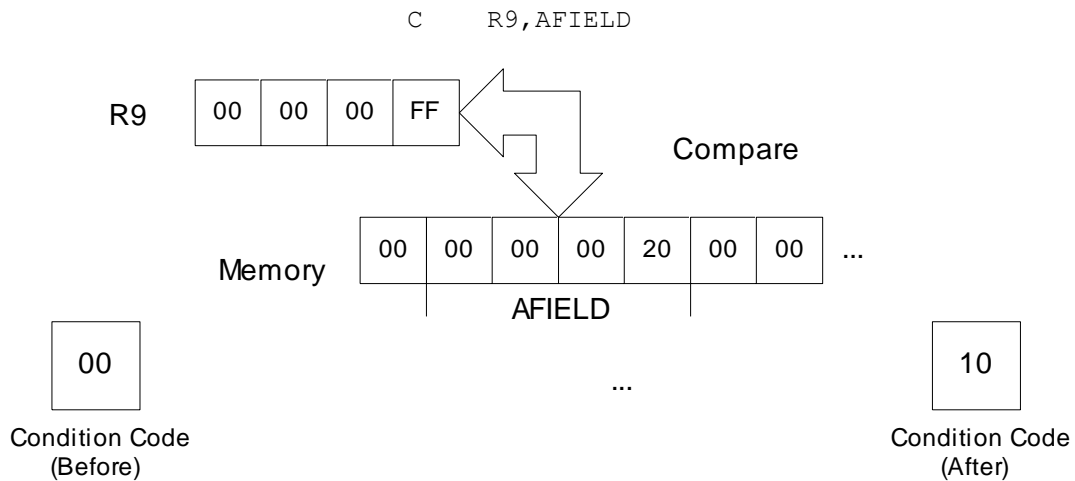 C     R9,AFIELD
R9 00 00 00 FF
Compare
Memory 00 00 00 00 20 00 00 ...
AFIELD
00 ... 10
Condition Code (Before)
Condition Code (After)